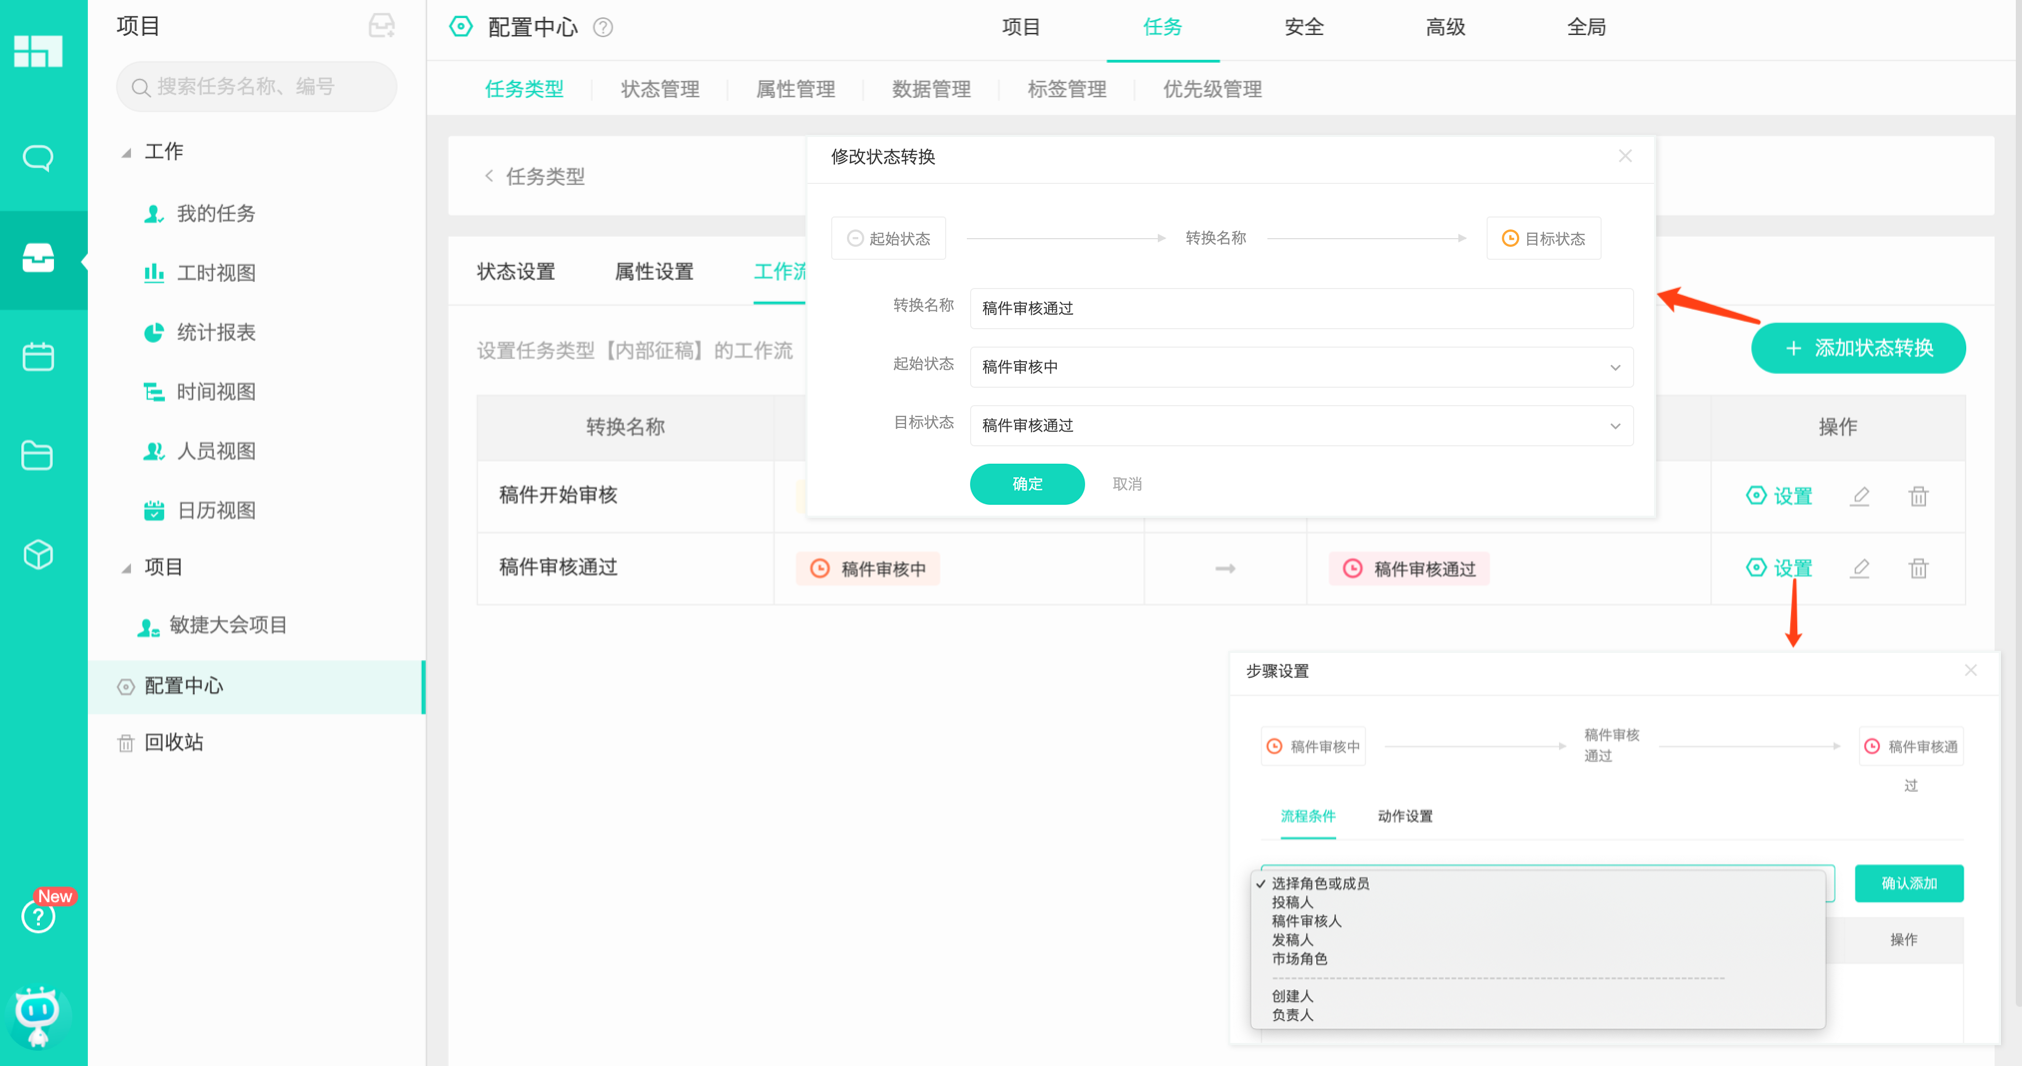 项目
搜索任务名称、编号
工作
我的任务
工时视图
统计报表
时间视图
人员视图
日历视图
项目
敏捷大会项目
配置中心
回收站
New
配置中心
项目
任务
安全
高级
全局
任务类型
状态管理
属性管理
数据管理
标签管理
优先级管理
任务类型
状态设置
属性设置
工作流
设置任务类型【内部征稿】的工作流
添加状态转换
转换名称
操作
稿件开始审核
设置
稿件审核通过
稿件审核中
稿件审核通过
设置
修改状态转换
起始状态
转换名称
目标状态
转换名称
稿件审核通过
起始状态
稿件审核中
目标状态
稿件审核通过
确定
取消
步骤设置
稿件审核中
稿件审核
通过
稿件审核通
过
流程条件
动作设置
选择角色或成员
投稿人
稿件审核人
发稿人
市场角色
创建人
负责人
确认添加
操作